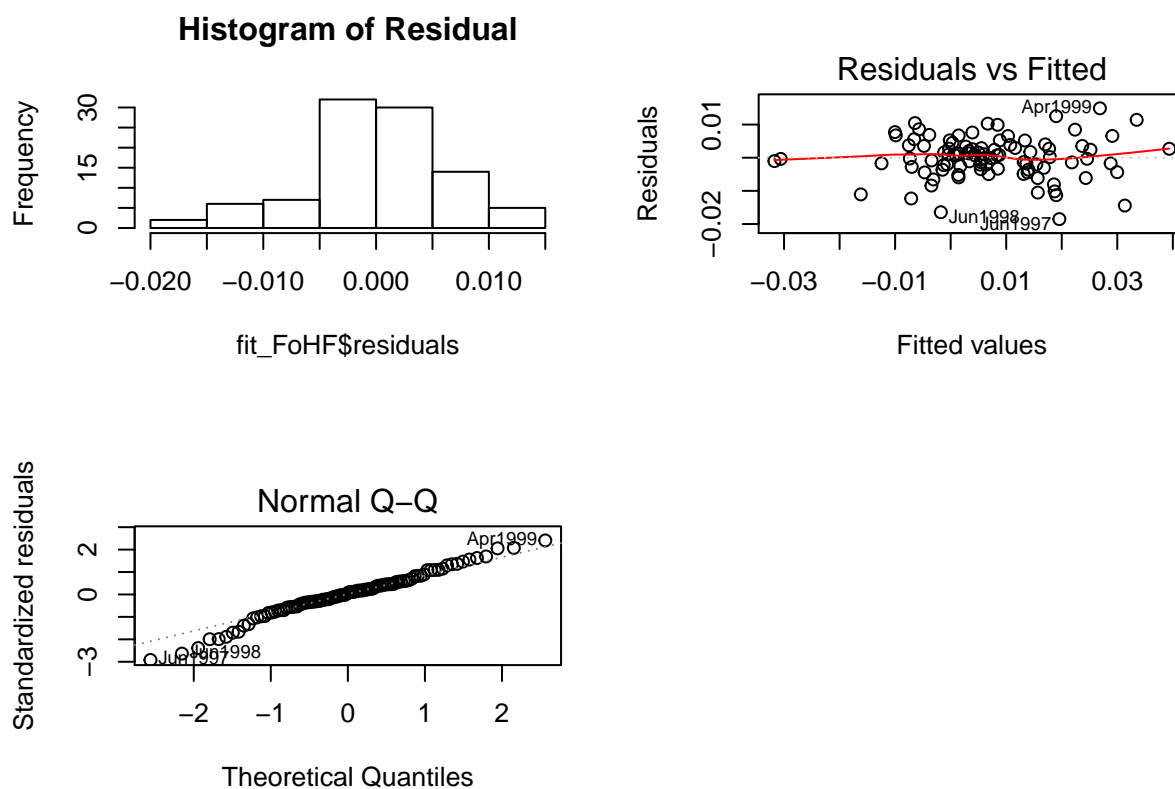 Histogram of Residual
Frequency
0
15
30
−0.020
−0.010
0.000
0.010
fit_FoHF$residuals
Residuals vs Fitted
Residuals
−0.02
0.01
Apr1999
Jun1998
Jun1997
−0.03
−0.01
0.01
0.03
Fitted values
Normal Q−Q
Standardized residuals
−3
0
2
Apr1999
Jun1998
Jun1997
−2
−1
0
1
2
Theoretical Quantiles